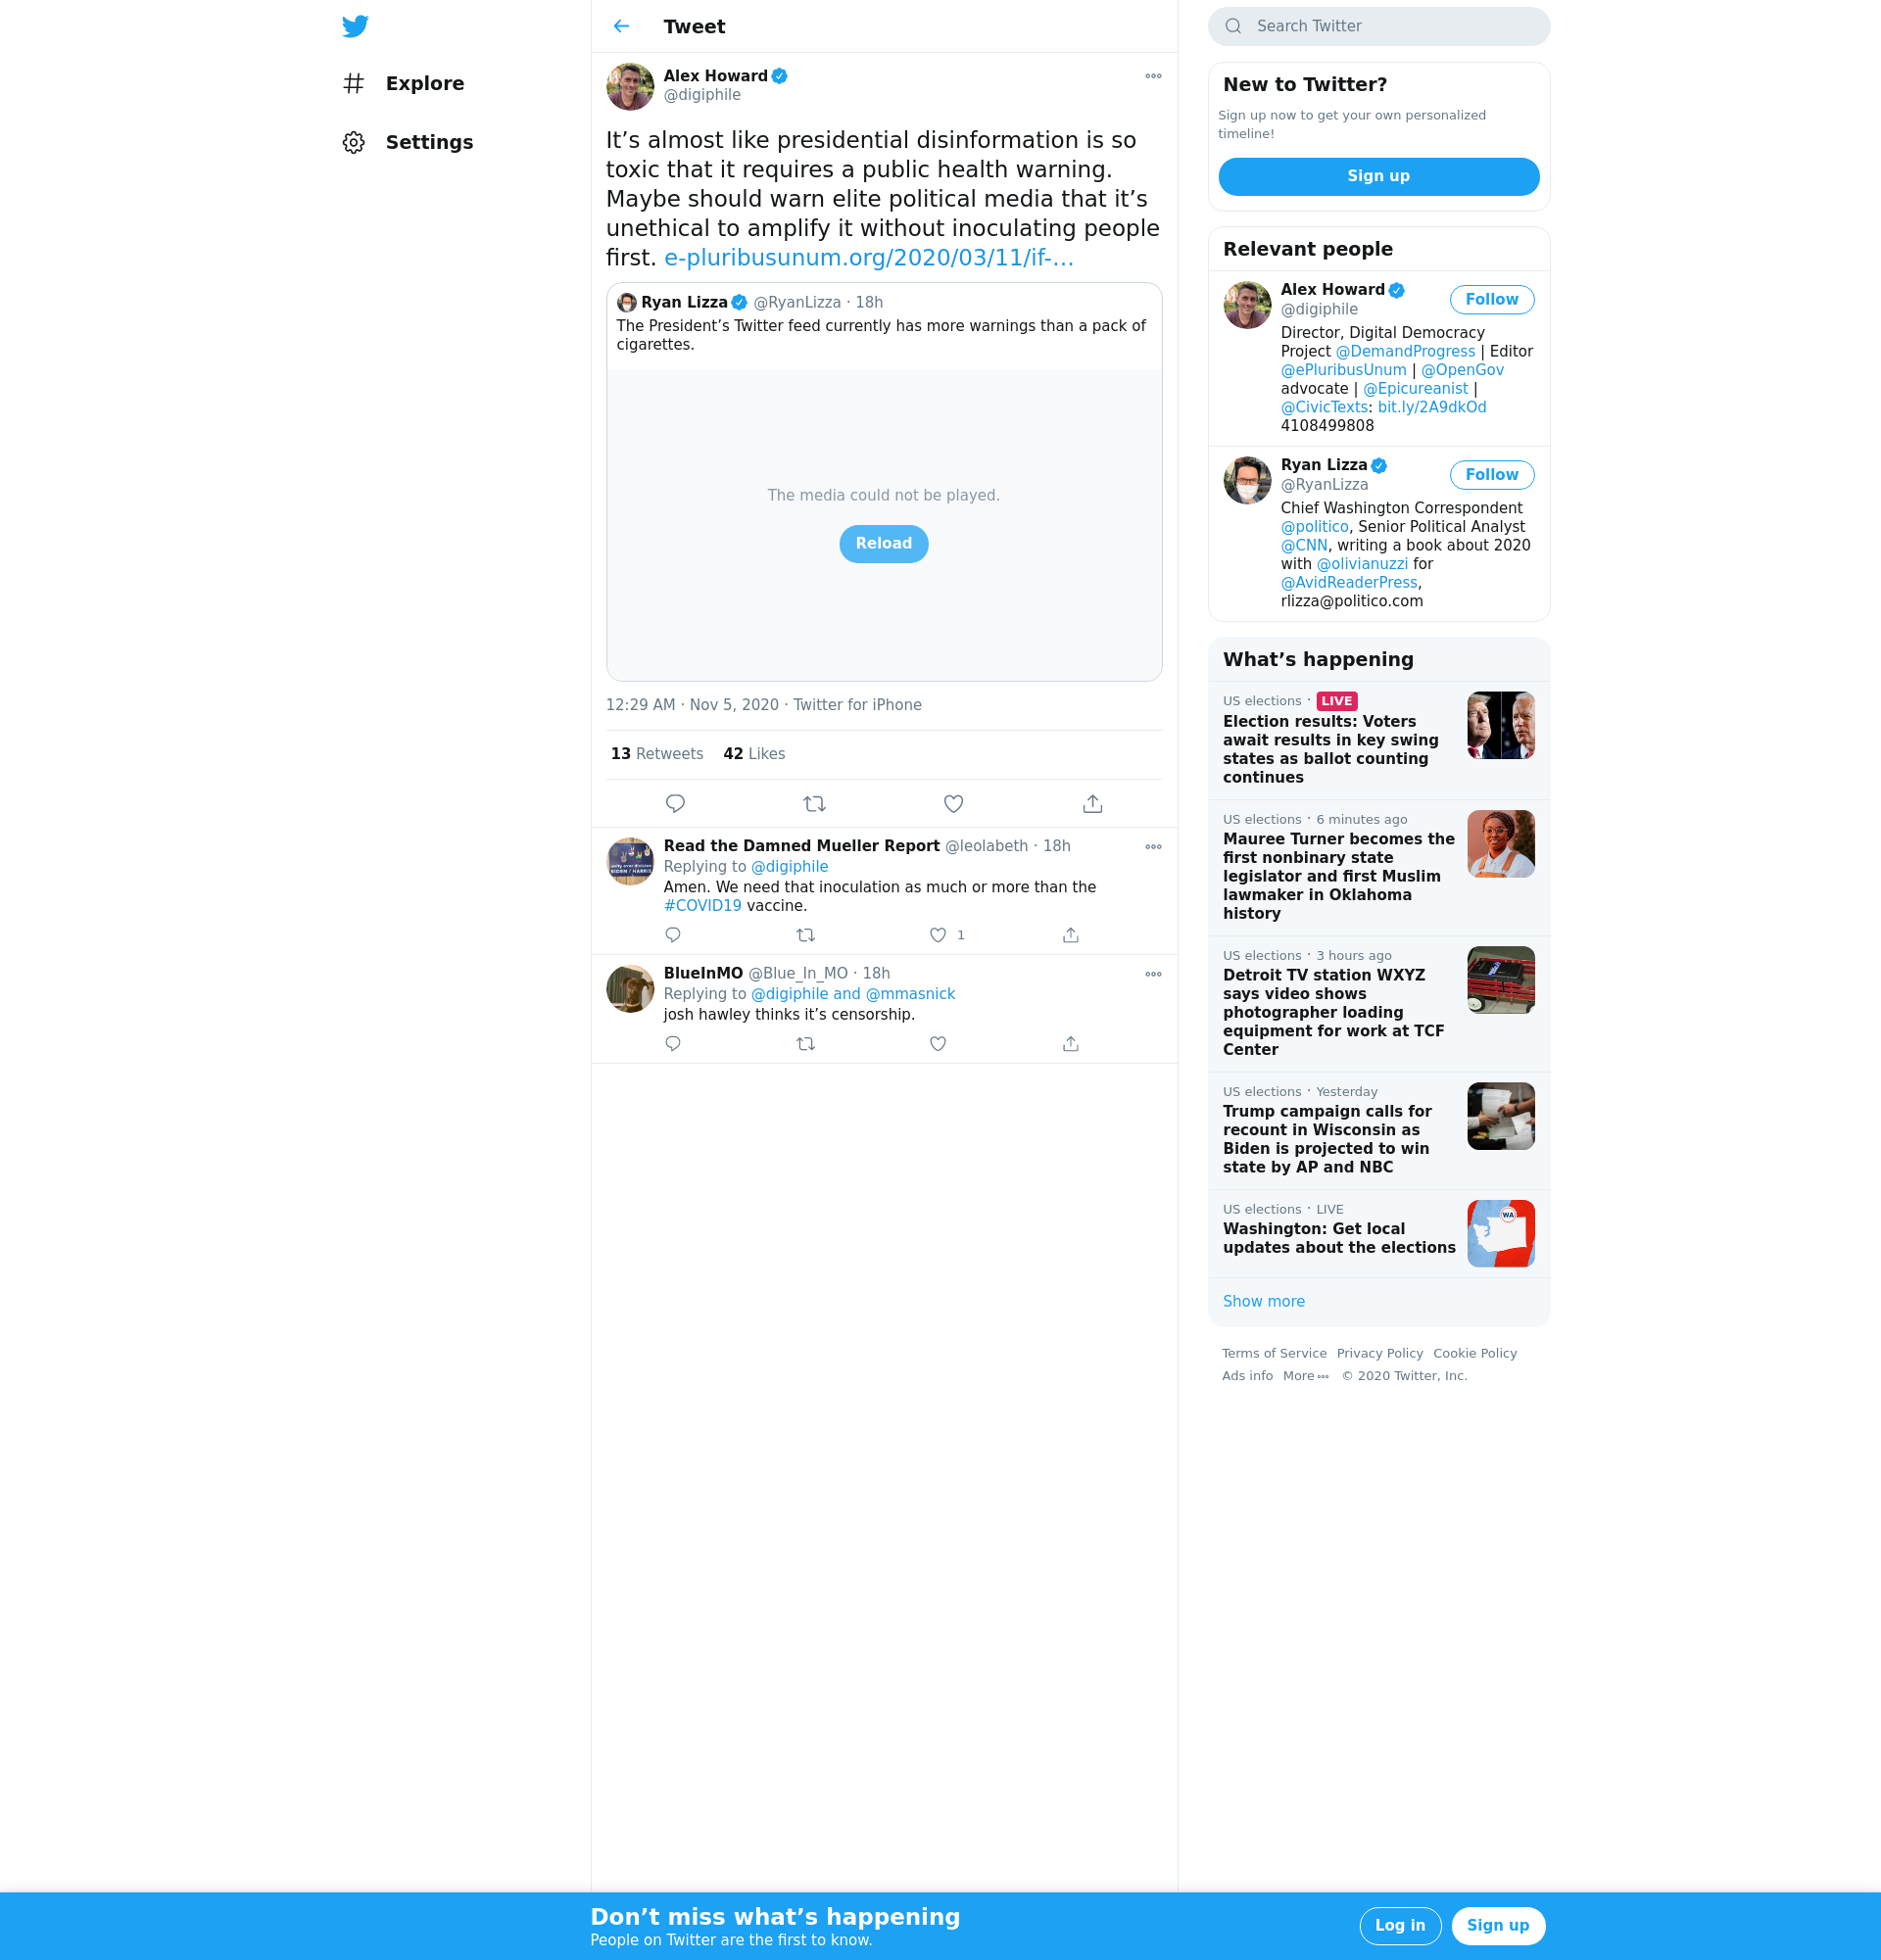 Explore
Settings
Tweet
Alex Howard
@digiphile
It’s almost like presidential disinformation is so
toxic that it requires a public health warning.
Maybe should warn elite political media that it’s
unethical to amplify it without inoculating people
first. e-pluribusunum.org/2020/03/11/if-…
Ryan Lizza @RyanLizza · 18h
The President’s Twitter feed currently has more warnings than a pack of
cigarettes.
The media could not be played.
Reload
12:29 AM · Nov 5, 2020 · Twitter for iPhone
13 Retweets 42 Likes
Read the Damned Mueller Report @leolabeth · 18h
Replying to @digiphile
Amen. We need that inoculation as much or more than the
#COVID19 vaccine.
1
BlueInMO @Blue_In_MO · 18h
Replying to @digiphile and @mmasnick
josh hawley thinks it’s censorship.
Search Twitter
New to Twitter?
Sign up now to get your own personalized
timeline!
Sign up
Relevant people
Alex Howard
@digiphile
Follow
Director, Digital Democracy
Project @DemandProgress | Editor
@ePluribusUnum | @OpenGov
advocate | @Epicureanist |
@CivicTexts: bit.ly/2A9dkOd
4108499808
Ryan Lizza
@RyanLizza
Follow
Chief Washington Correspondent
@politico, Senior Political Analyst
@CNN, writing a book about 2020
with @olivianuzzi for
@AvidReaderPress,
rlizza@politico.com
What’s happening
US elections · LIVE
Election results: Voters
await results in key swing
states as ballot counting
continues
US elections · 6 minutes ago
Mauree Turner becomes the
first nonbinary state
legislator and first Muslim
lawmaker in Oklahoma
history
US elections · 3 hours ago
Detroit TV station WXYZ
says video shows
photographer loading
equipment for work at TCF
Center
US elections · Yesterday
Trump campaign calls for
recount in Wisconsin as
Biden is projected to win
state by AP and NBC
US elections · LIVE
Washington: Get local
updates about the elections
WA
Show more
Terms of Service Privacy Policy Cookie Policy
Ads info More © 2020 Twitter, Inc.
Don’t miss what’s happening
People on Twitter are the first to know.
Log in
Sign up